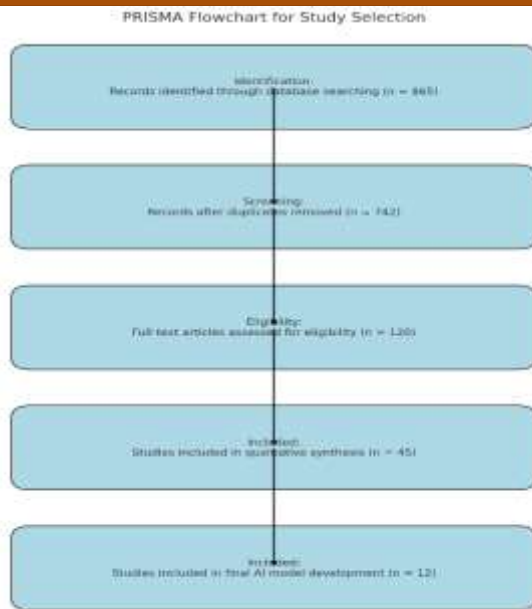 PRISMA Flowchart for Study Selection
Identification:
Records identified through database searching (n = 865)
Screening:
Records after duplicates removed (n = 742)
Eligibility:
Full-text articles assessed for eligibility (n = 120)
Included:
Studies included in qualitative synthesis (n = 45)
Included:
Studies included in final AI model development (n = 12)